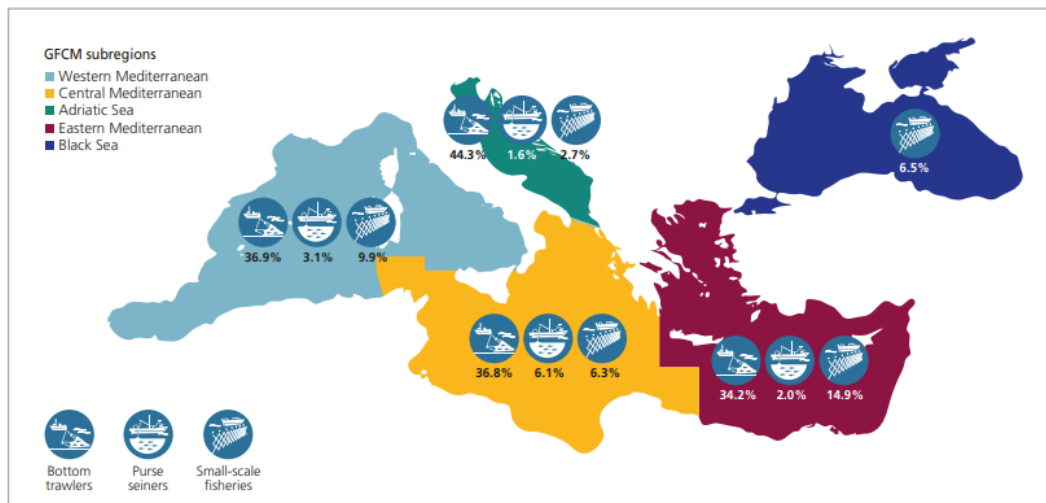 GFCM subregions
Western Mediterranean
Central Mediterranean
Adriatic Sea
Eastern Mediterranean
Black Sea
44.3% 1.6% 2.7%
6.5%
36.9% 3.1% 9.9%
36.8% 6.1% 6.3%
34.2% 2.0% 14.9%
Bottom
trawlers
Purse
seiners
Small-scale
fisheries